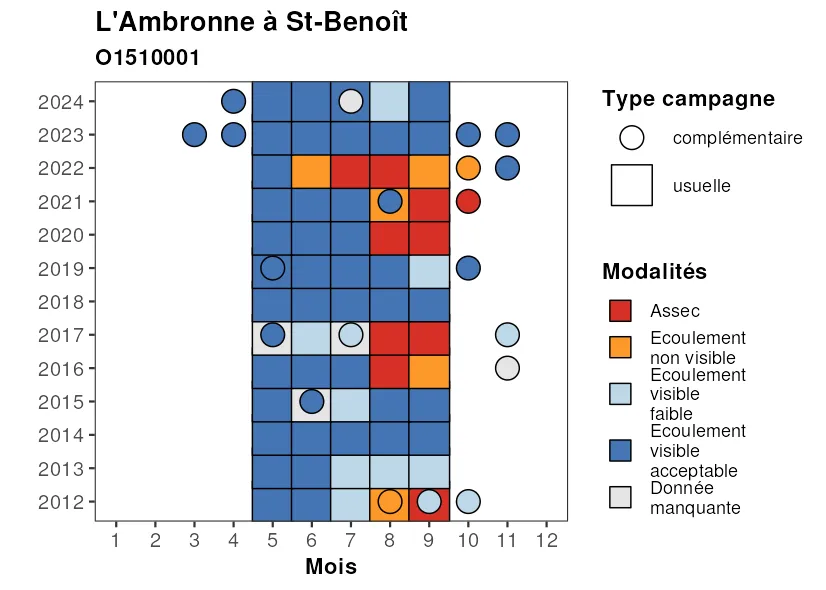 L'Ambronne à St-Benoît
O1510001
2024
2023
2022
2021
2020
2019
2018
2017
2016
2015
2014
2013
2012
1 2 3 4 5 6 7 8 9 10 11 12
Mois
Type campagne
complémentaire
usuelle
Modalités
Assec
Ecoulement
non visible
Ecoulement
visible
faible
Ecoulement
visible
acceptable
Donnée
manquante